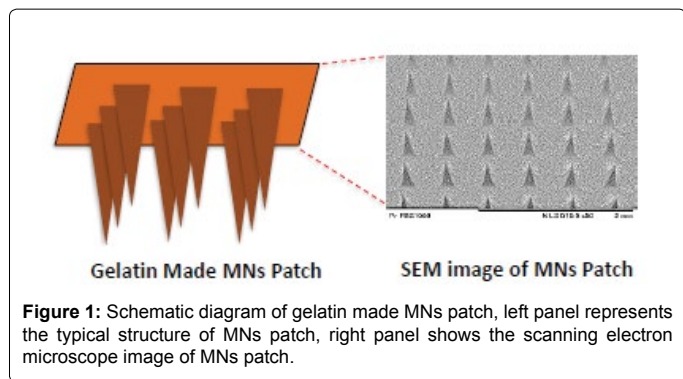 2 mm
Gelatin Made MNs Patch
SEM image of MNs Patch
Figure 1: Schematic diagram of gelatin made MNs patch, left panel represents
the typical structure of MNs patch, right panel shows the scanning electron
microscope image of MNs patch.